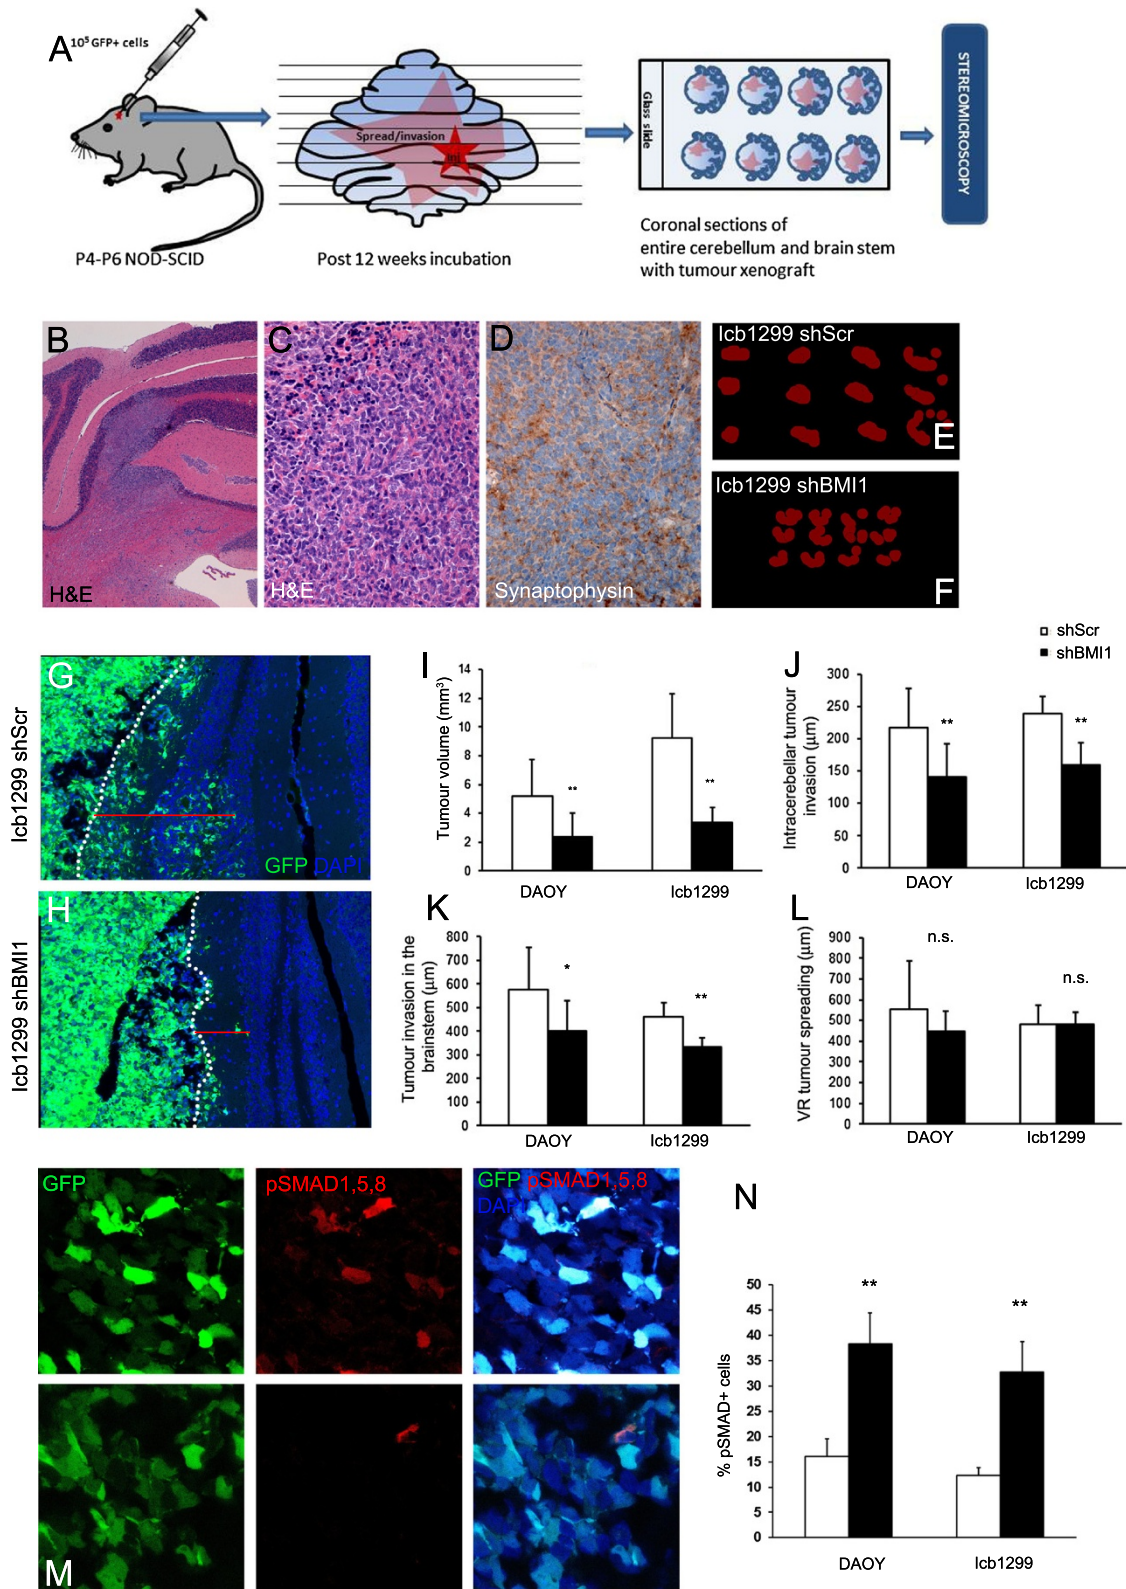 A
10⁵ GFP+ cells
Spread/invasion
Inj
Glass slide
STEREOMICROSCOPY
P4-P6 NOD-SCID
Post 12 weeks incubation
Coronal sections of
entire cerebellum and brain stem
with tumour xenograft
B
H&E
C
H&E
D
Synaptophysin
Icb1299 shScr
E
Icb1299 shBMI1
F
shScr
shBMI1
Icb1299 shScr
G
GFP DAPI
Icb1299 shBMI1
H
I
Tumour volume (mm³)
14
12
10
8
6
4
2
0
**
**
DAOY
Icb1299
J
Intracerebellar tumour
invasion (µm)
300
250
200
150
100
50
0
**
**
DAOY
Icb1299
K
Tumour invasion in the
brainstem (µm)
800
700
600
500
400
300
200
100
0
*
**
DAOY
Icb1299
L
VR tumour spreading (µm)
900
800
700
600
500
400
300
200
100
0
n.s.
n.s.
DAOY
Icb1299
GFP
pSMAD1,5,8
GFP pSMAD1,5,8
DAPI
M
N
% pSMAD+ cells
50
45
40
35
30
25
20
15
10
5
0
**
**
DAOY
Icb1299